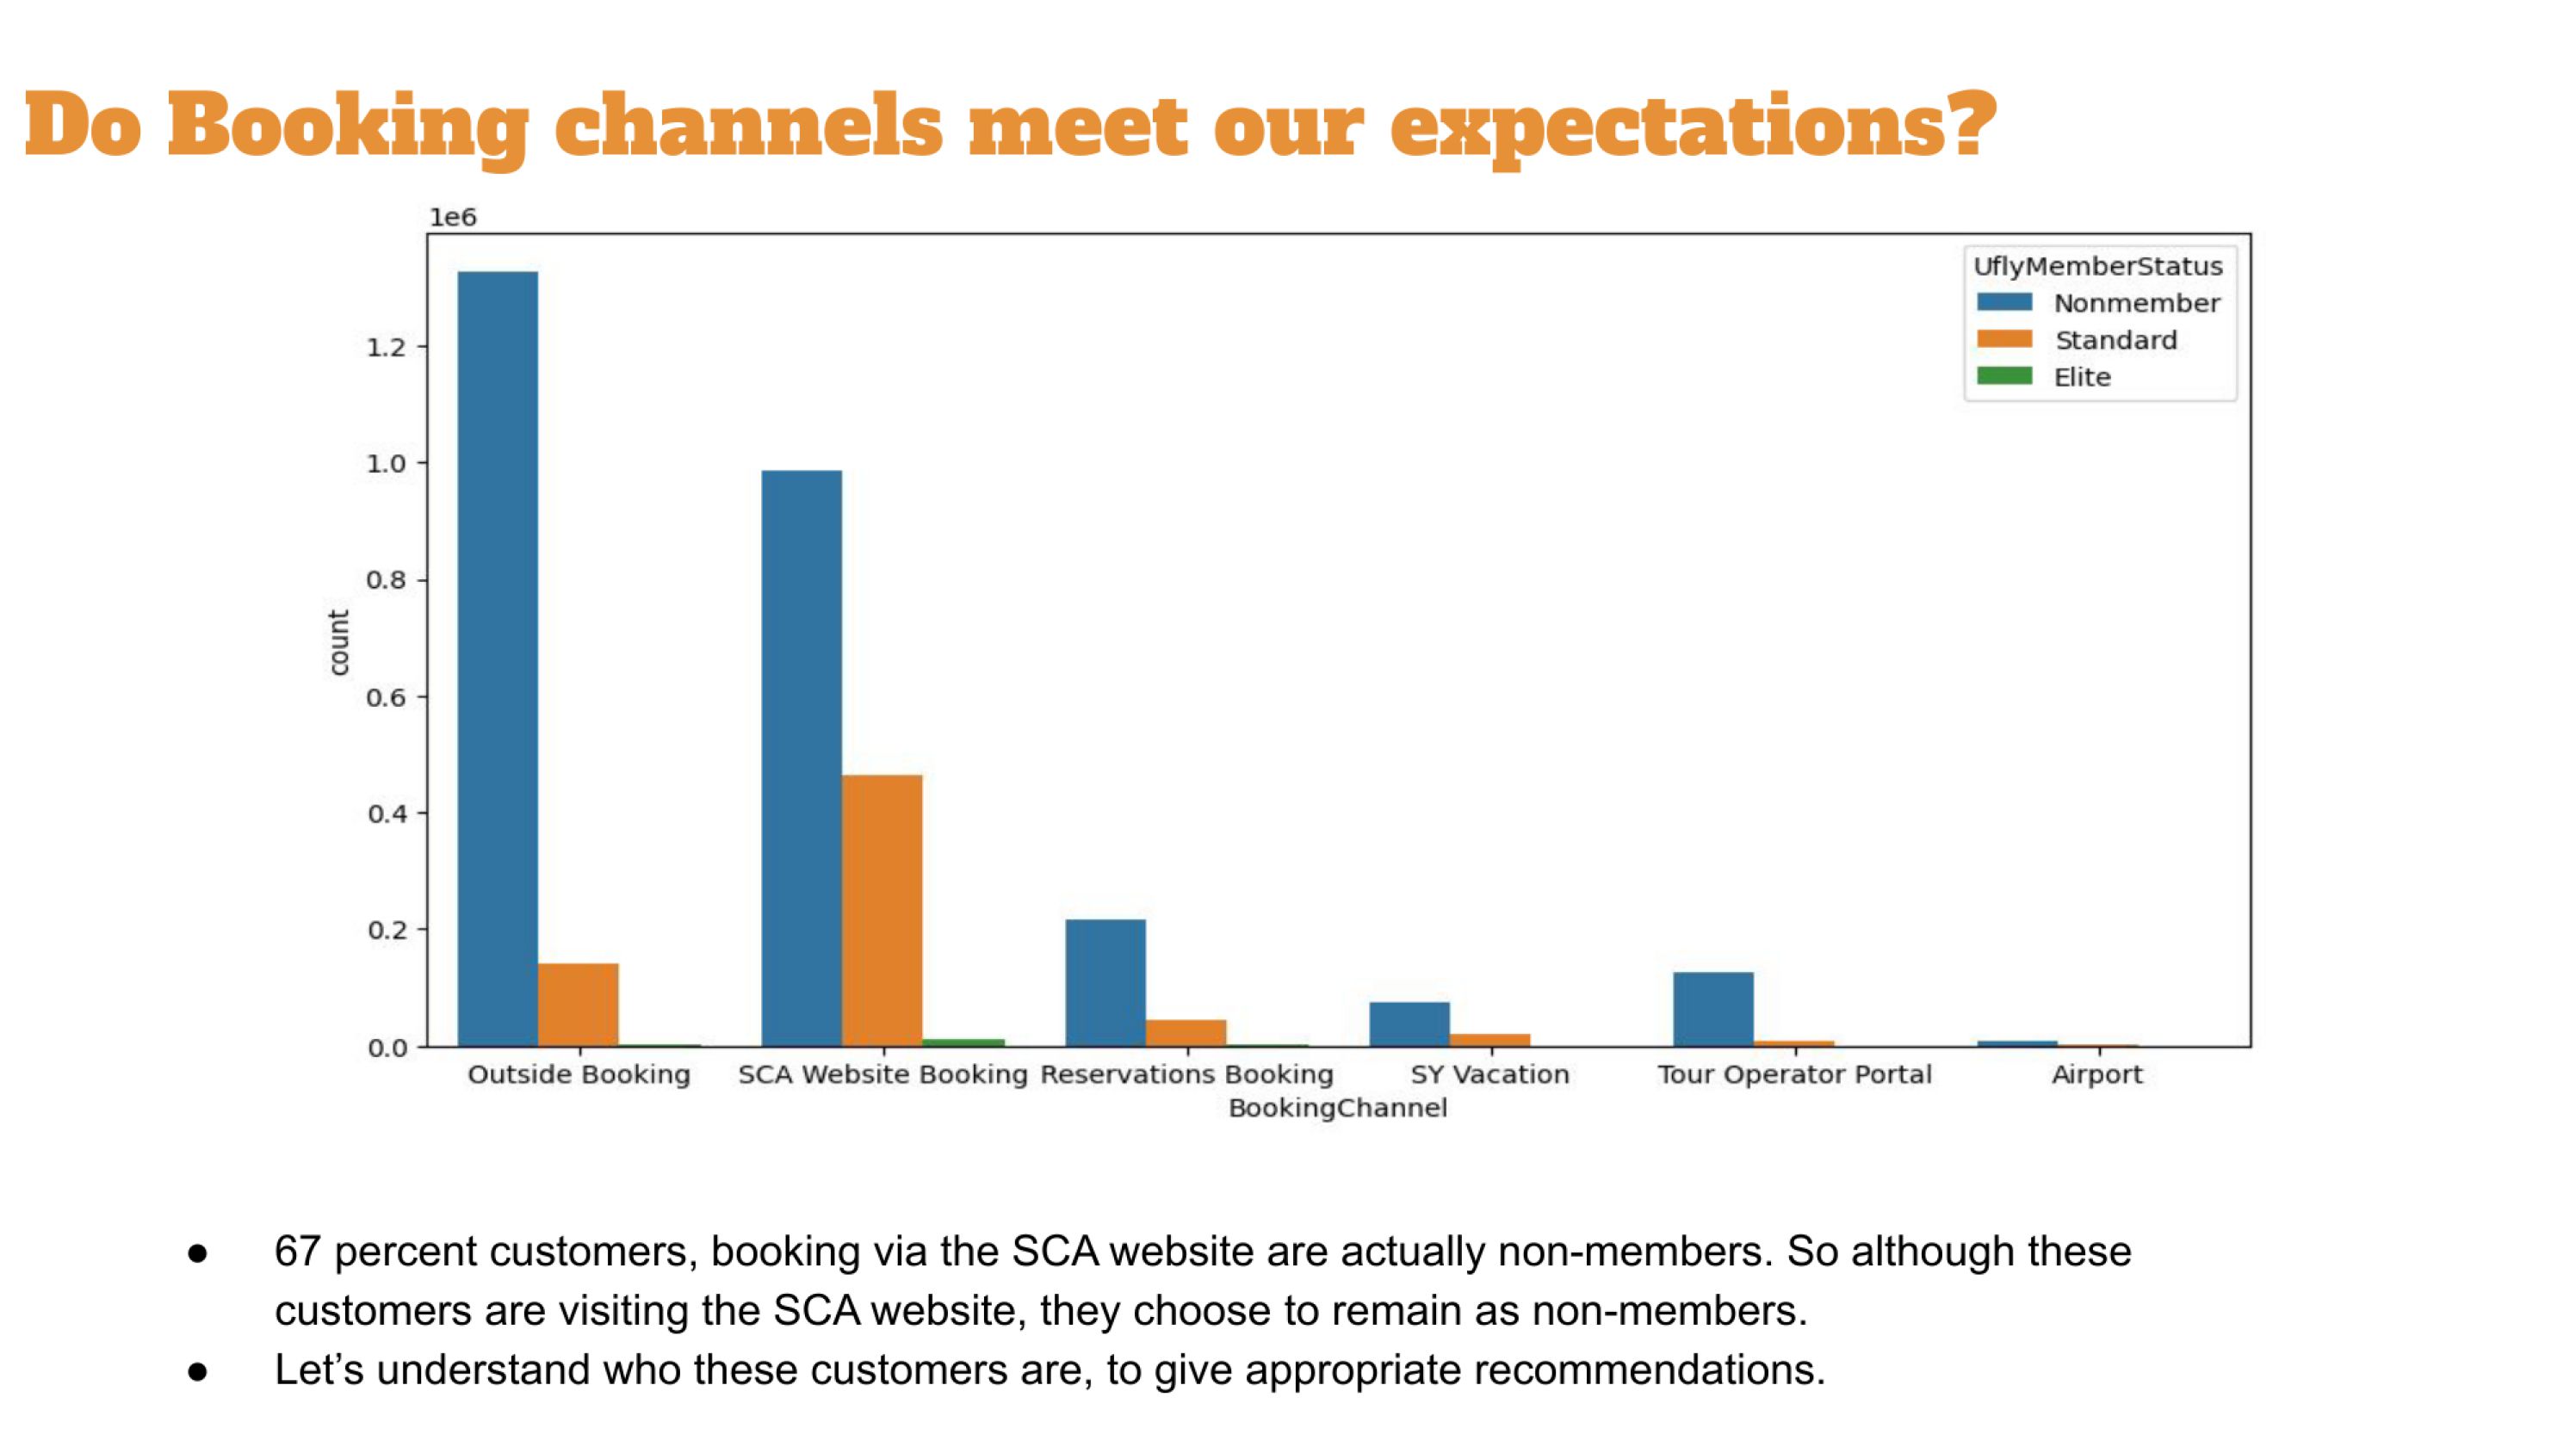 Do Booking channels meet our expectations?
1e6
UflyMemberStatus
Nonmember
Standard
Elite
1.2
1.0
0.8
0.6
0.4
0.2
0.0
count
Outside Booking
SCA Website Booking
Reservations Booking
SY Vacation
Tour Operator Portal
Airport
BookingChannel
● 67 percent customers, booking via the SCA website are actually non-members. So although these
customers are visiting the SCA website, they choose to remain as non-members.
● Let’s understand who these customers are, to give appropriate recommendations.